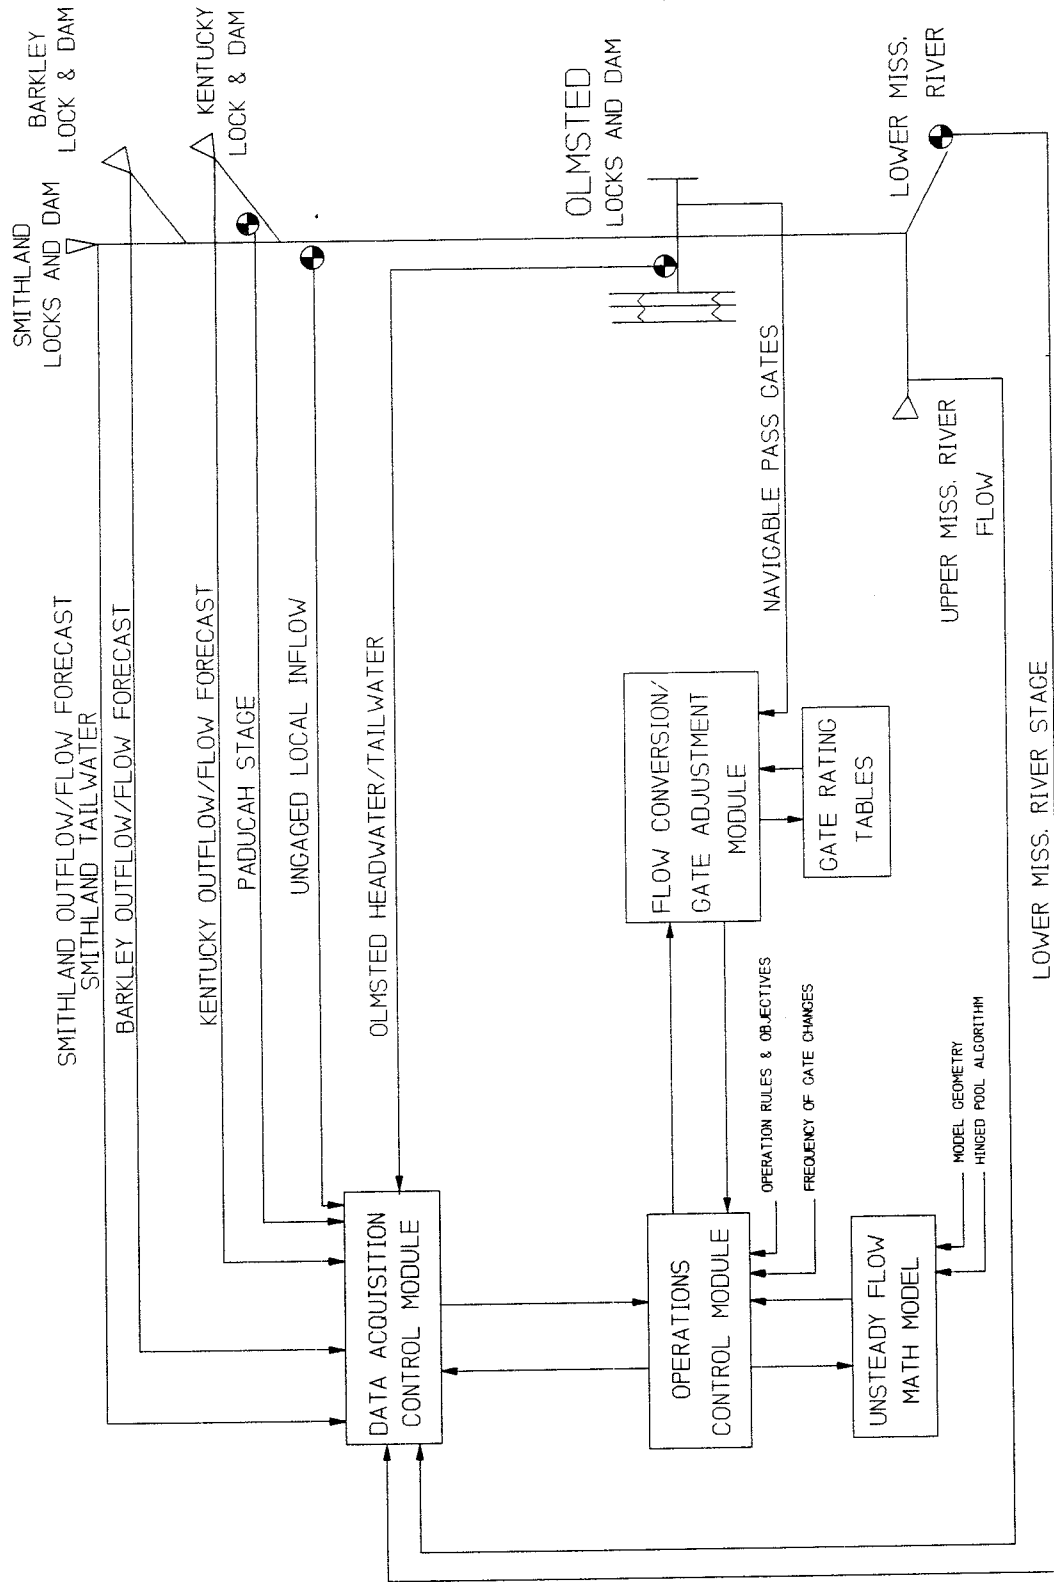 SMITHLAND
LOCKS AND DAM
BARKLEY
LOCK & DAM
KENTUCKY
LOCK & DAM
OLMSTED
LOCKS AND DAM
LOWER MISS.
RIVER
SMITHLAND OUTFLOW/FLOW FORECAST
SMITHLAND TAILWATER
BARKLEY OUTFLOW/FLOW FORECAST
KENTUCKY OUTFLOW/FLOW FORECAST
PADUCAH STAGE
UNGAGED LOCAL INFLOW
OLMSTED HEADWATER/TAILWATER
NAVIGABLE PASS GATES
UPPER MISS. RIVER
FLOW
LOWER MISS. RIVER STAGE
DATA ACQUISITION
CONTROL MODULE
OPERATIONS
CONTROL MODULE
UNSTEADY FLOW
MATH MODEL
FLOW CONVERSION/
GATE ADJUSTMENT
MODULE
GATE RATING
TABLES
OPERATION RULES & OBJECTIVES
FREQUENCY OF GATE CHANGES
MODEL GEOMETRY
HINGED POOL ALGORITHM